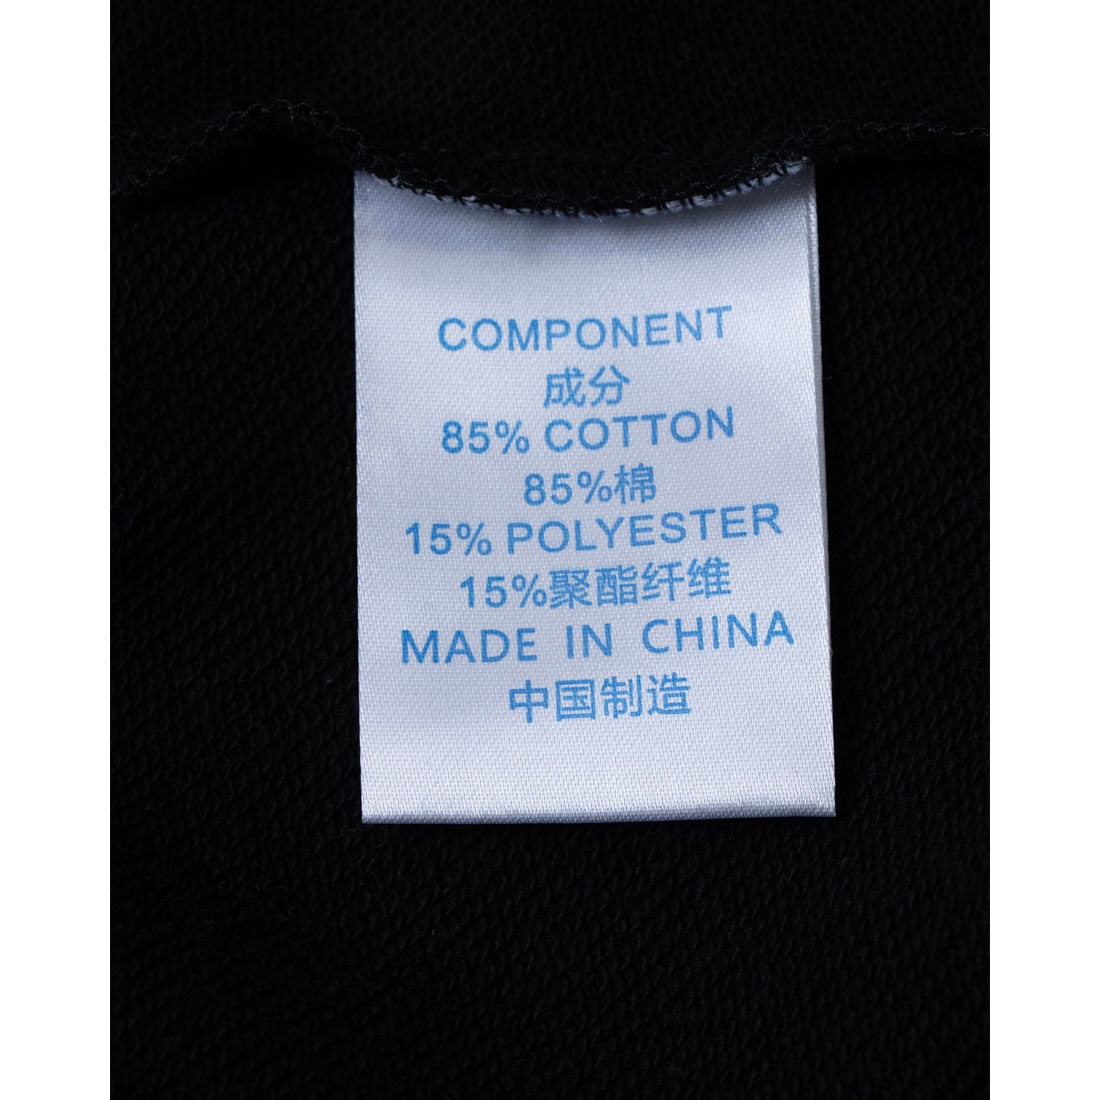 COMPONENT
成分
85% COTTON
85%棉
15% POLYESTER
15%聚酯纤维
MADE IN CHINA
中国制造